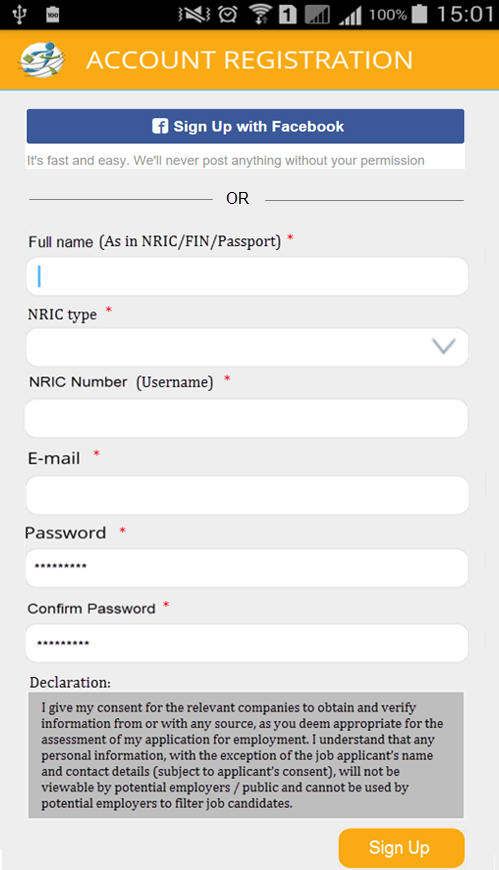 100
1
100%
15:01
ACCOUNT REGISTRATION
f Sign Up with Facebook
It's fast and easy. We'll never post anything without your permission
OR
Full name (As in NRIC/FIN/Passport) *
NRIC type *
NRIC Number (Username) *
E-mail *
Password *
*********
Confirm Password *
*********
Declaration:
I give my consent for the relevant companies to obtain and verify
information from or with any source, as you deem appropriate for the
assessment of my application for employment. I understand that any
personal information, with the exception of the job applicant's name
and contact details (subject to applicant's consent), will not be
viewable by potential employers / public and cannot be used by
potential employers to filter job candidates.
Sign Up